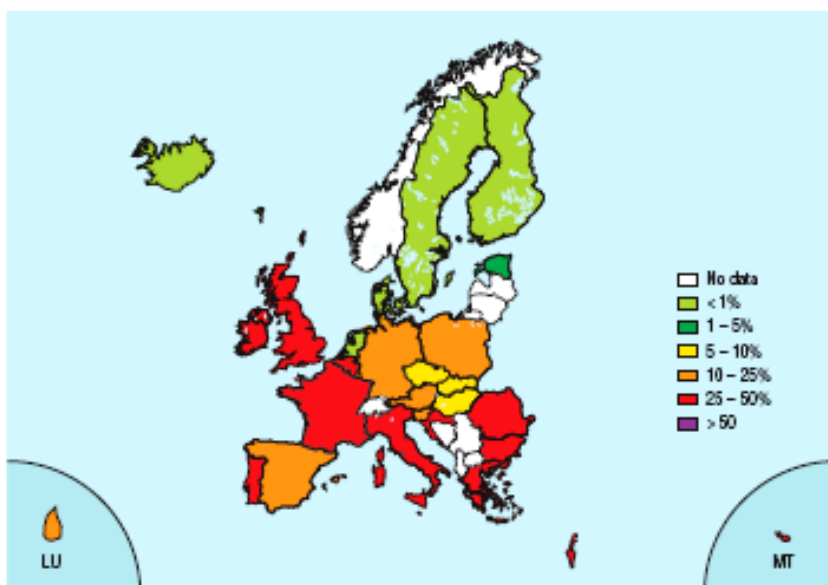 No data
< 1%
1 – 5%
5 – 10%
10 – 25%
25 – 50%
> 50
LU
MT